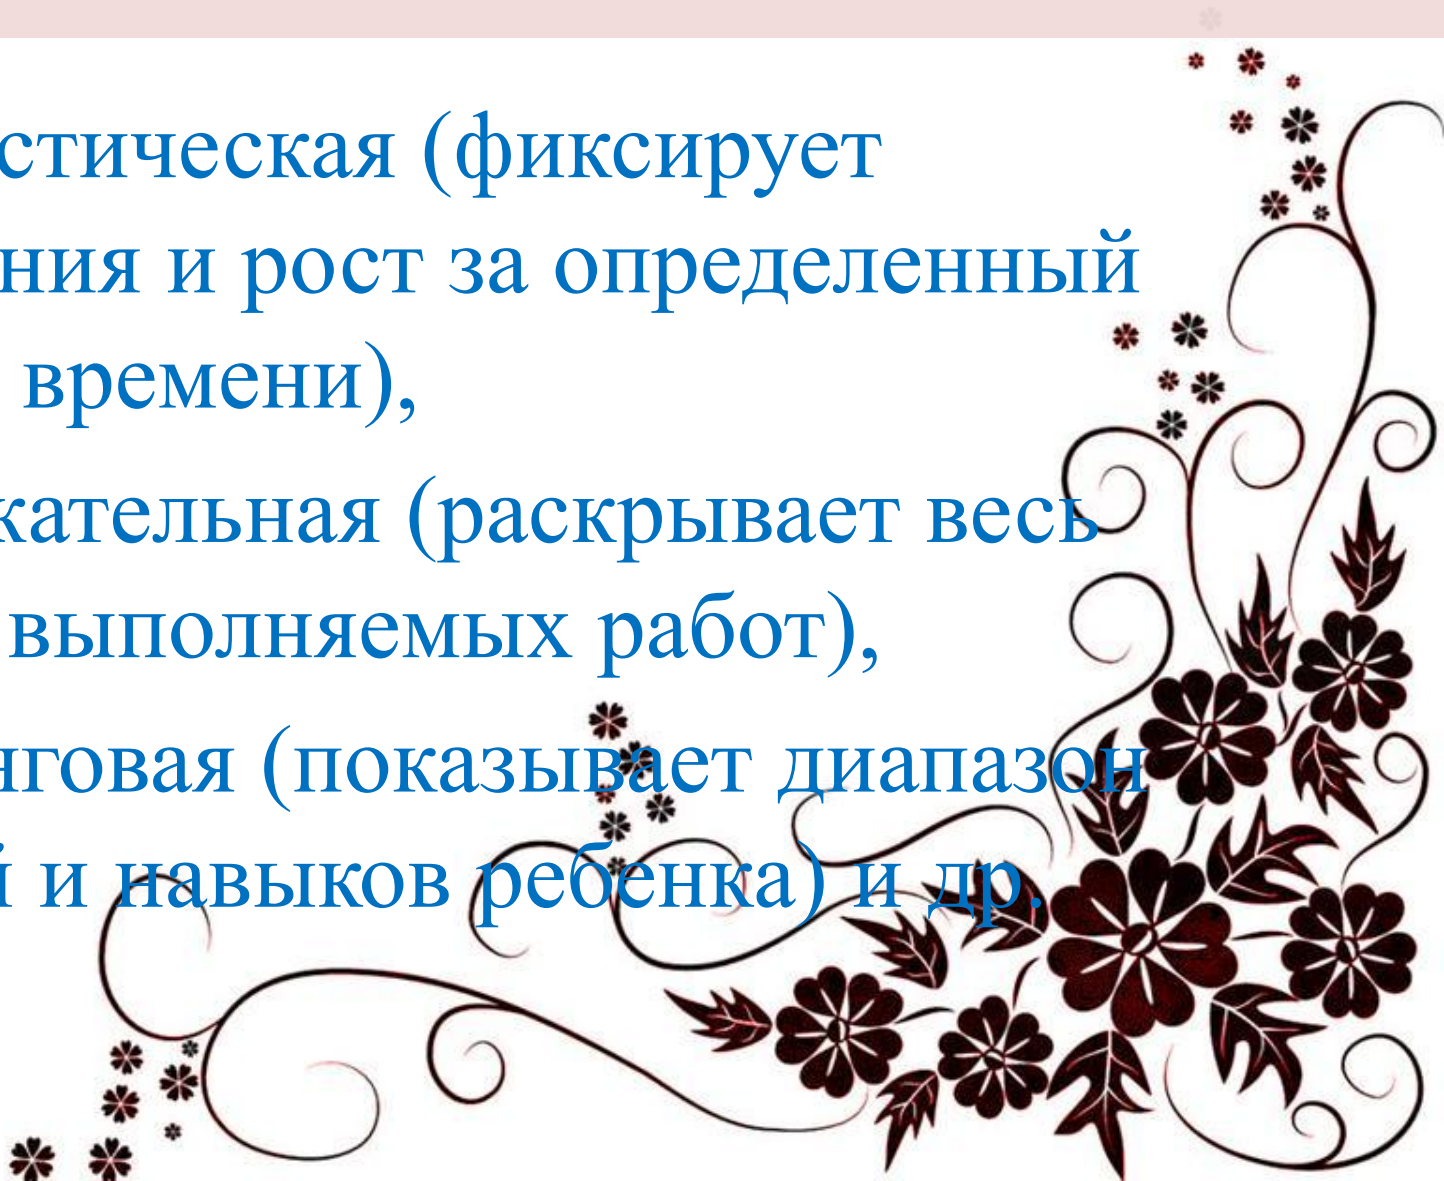 стическая (фиксирует
ния и рост за определенный
времени),
кательная (раскрывает весь
выполняемых работ),
нговая (показывает диапазон
й и навыков ребенка) и др.